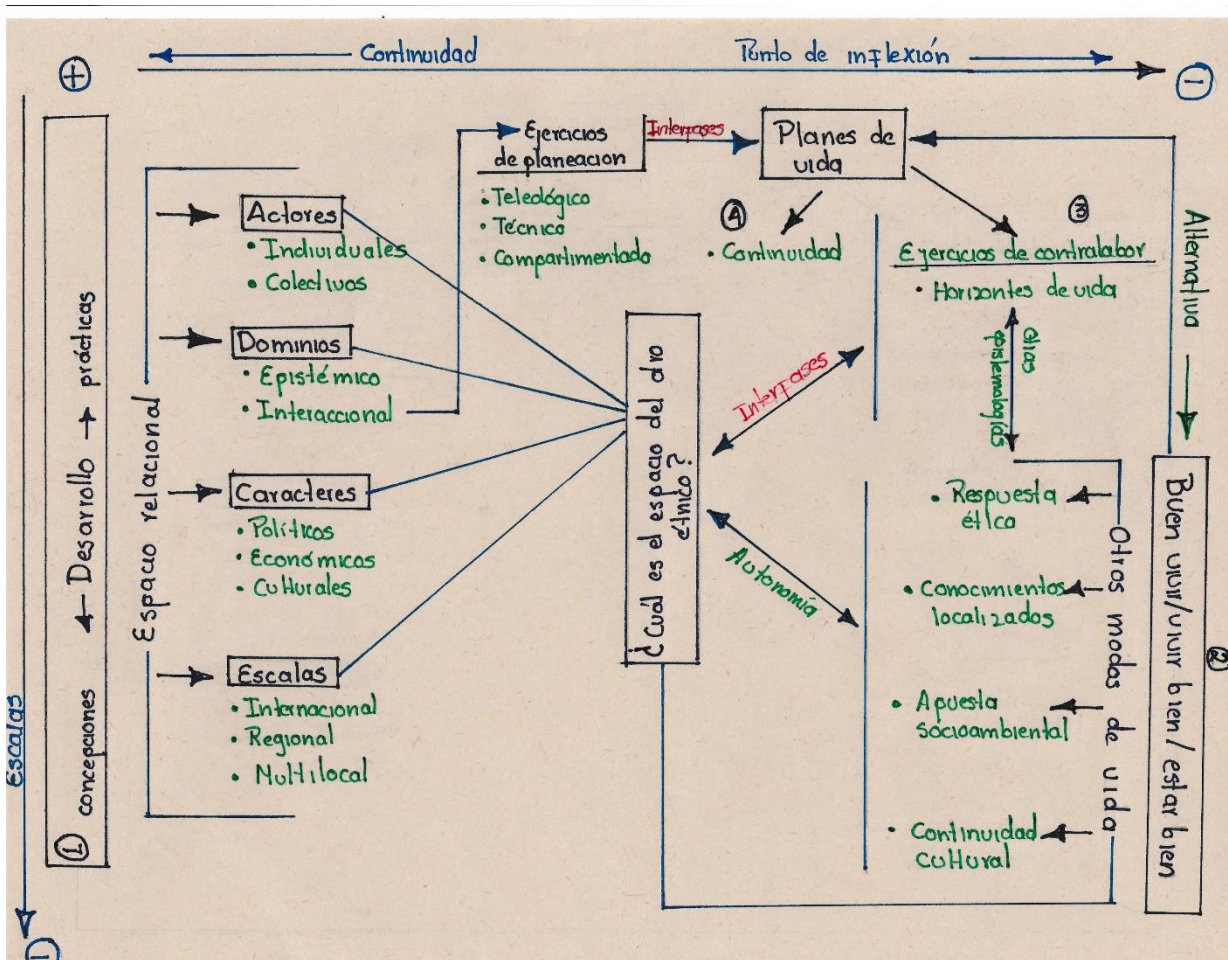 Continuidad
Punto de inflexión
+
-
Escalas
-
① concepciones ← Desarrollo → prácticas
Espacio relacional
Actores
• Individuales
• Colectivos
Dominios
• Epistémico
• Interaccional
Caracteres
• Políticos
• Económicos
• Culturales
Escalas
• Internacional
• Regional
• Multilocal
Ejercicios
de planeacion
• Teleológico
• Técnico
• Compartimentado
Interfases
Planes de
vida
④
• Continuidad
③
Ejercicios de contralabor
• Horizontes de vida
Otras
epistemologías
¿Cuál es el espacio del otro
étnico?
Interfases
Autonomía
• Respuesta
ética
• Conocimientos
localizados
• Apuesta
socioambiental
• Continuidad
cultural
Otros modos de vida
Alternativa
Buen vivir/vivir bien/estar bien
②